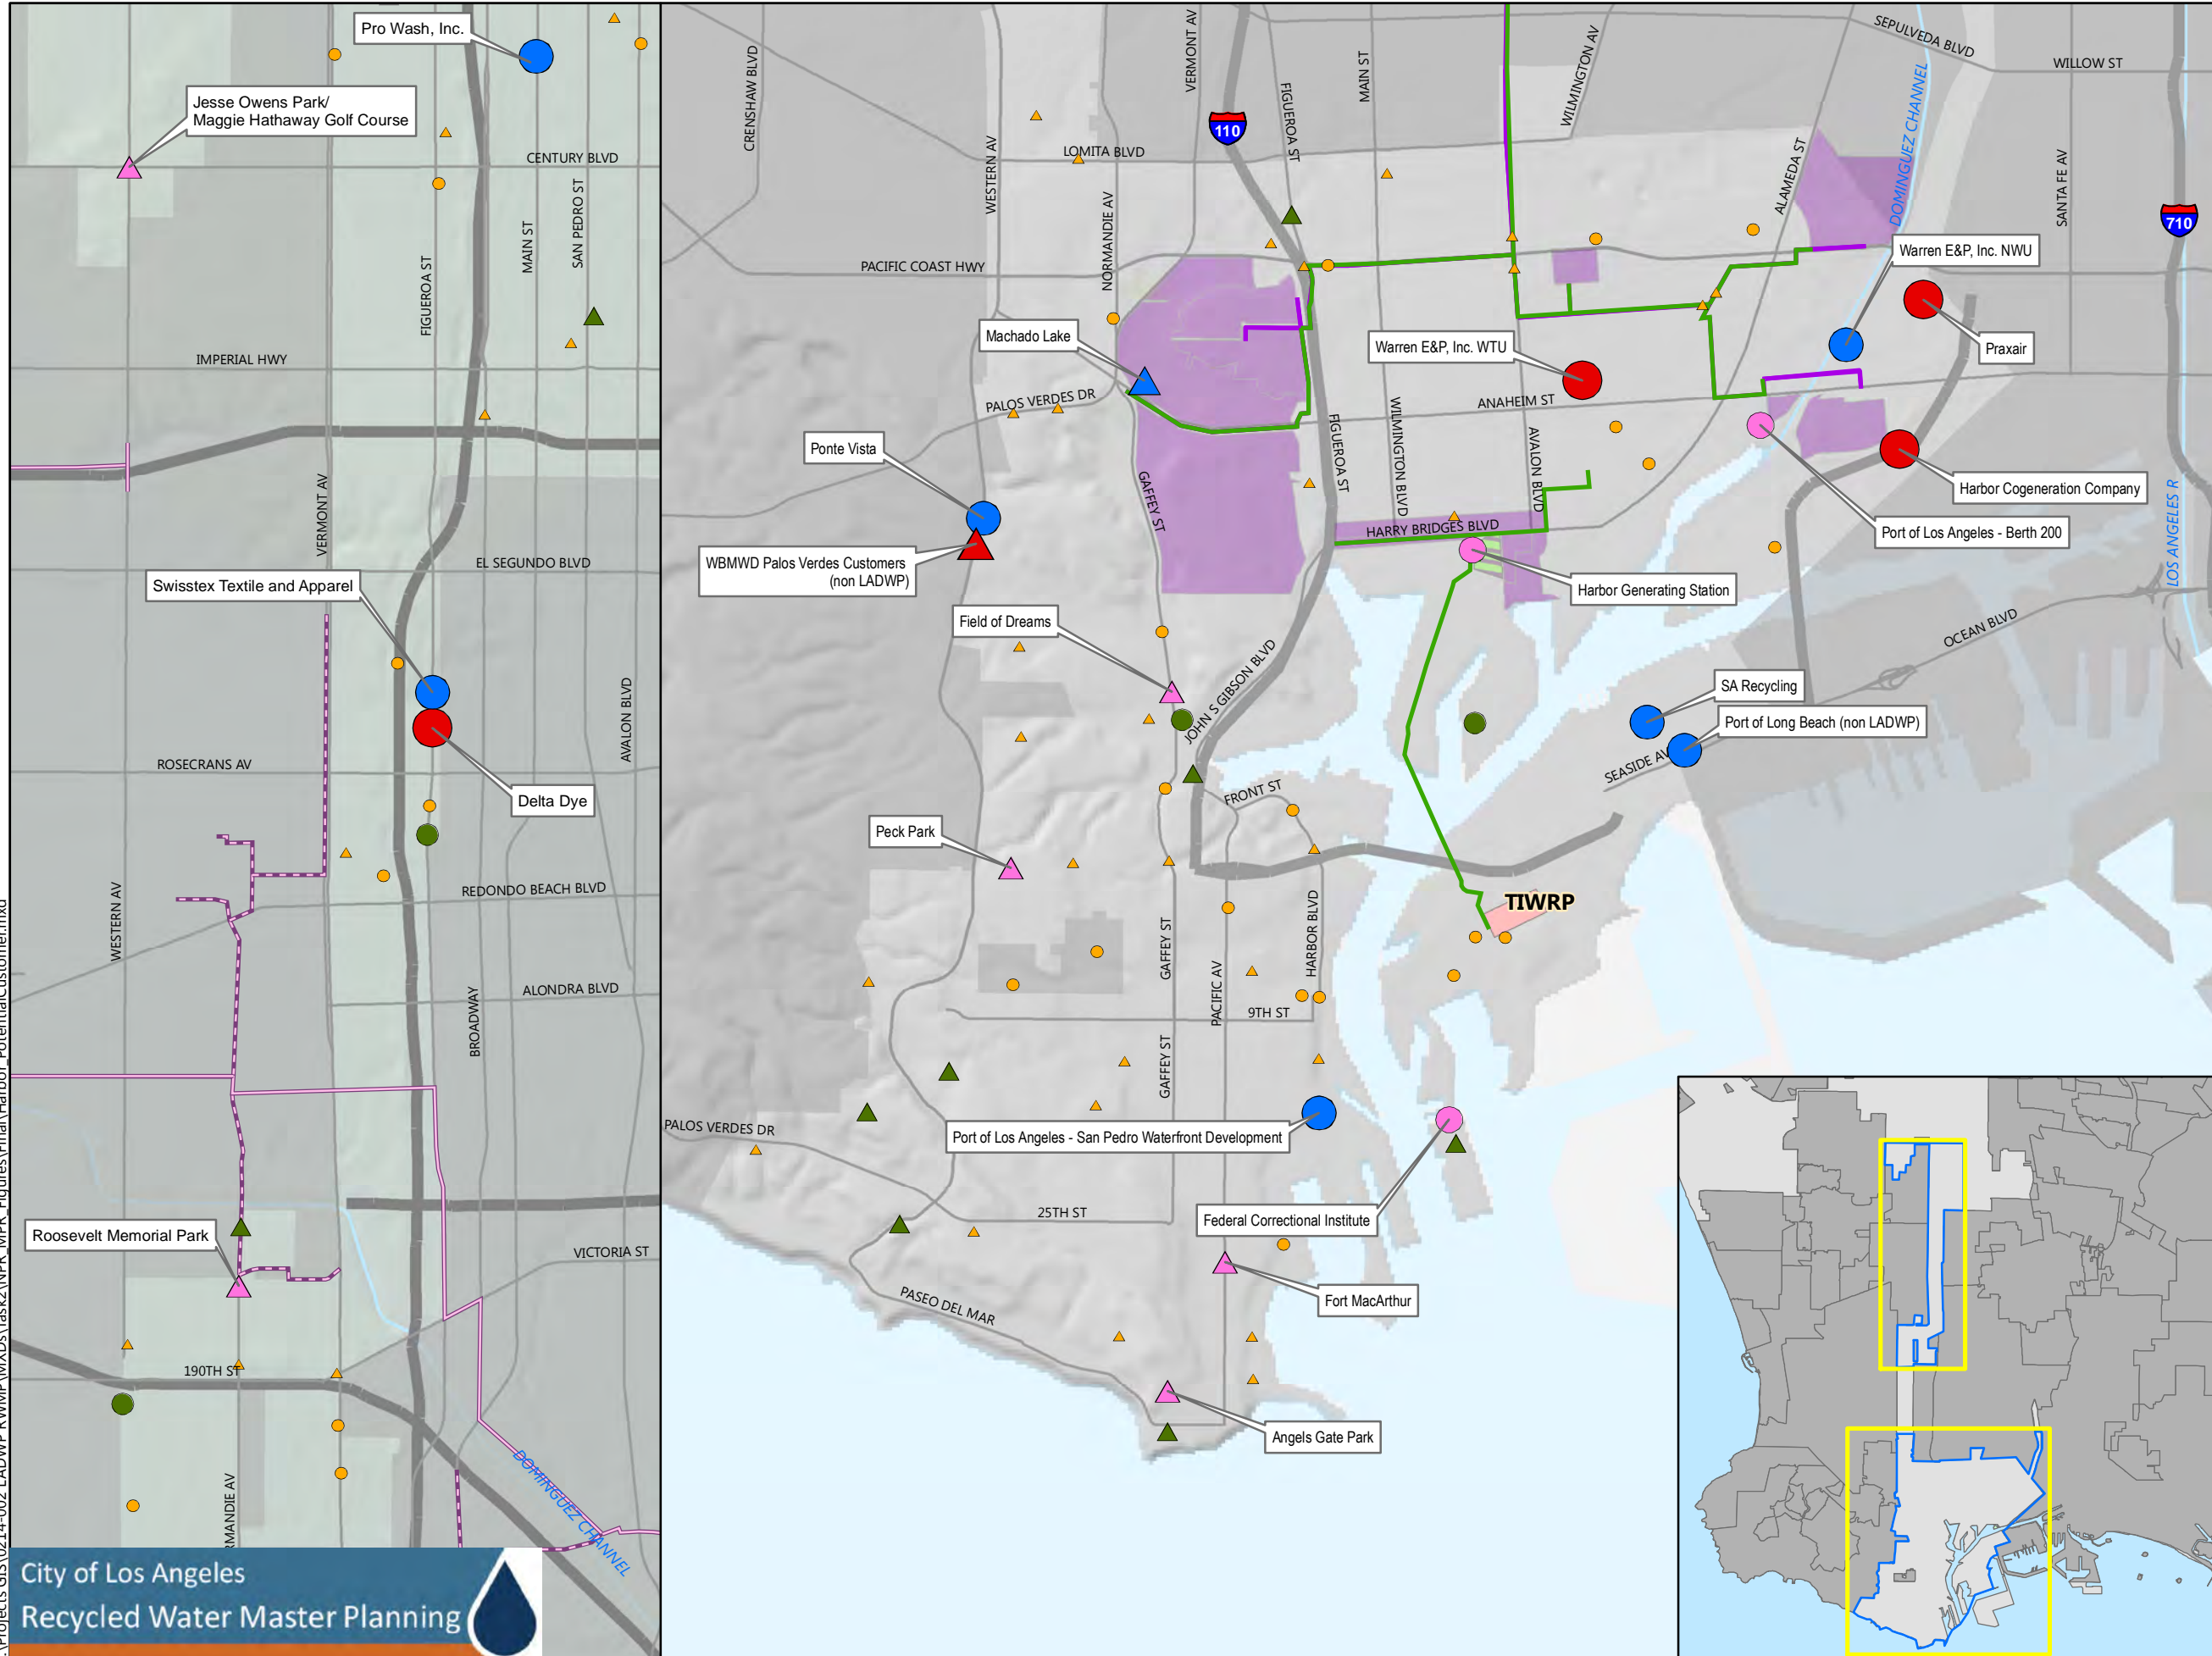 Pro Wash, Inc.
Jesse Owens Park/
Maggie Hathaway Golf Course
CENTURY BLVD
FIGUEROA ST
MAIN ST
SAN PEDRO ST
IMPERIAL HWY
VERMONT AV
EL SEGUNDO BLVD
Swisstex Textile and Apparel
AVALON BLVD
ROSECRANS AV
Delta Dye
WESTERN AV
REDONDO BEACH BLVD
ALONDRA BLVD
BROADWAY
Roosevelt Memorial Park
VICTORIA ST
190TH ST
RMANDIE AV
DOMINGUEZ CHANNEL
City of Los Angeles
Recycled Water Master Planning
CRENSHAW BLVD
WESTERN AV
LOMITA BLVD
NORMANDIE AV
VERMONT AV
110
FIGUEROA ST
MAIN ST
WILMINGTON AV
SEPULVEDA BLVD
WILLOW ST
ALAMEDA ST
DOMINGUEZ CHANNEL
SANTA FE AV
710
PACIFIC COAST HWY
Warren E&P, Inc. NWU
Machado Lake
Warren E&P, Inc. WTU
Praxair
PALOS VERDES DR
ANAHEIM ST
Ponte Vista
GAFFEY ST
FIGUEROA ST
WILMINGTON BLVD
AVALON BLVD
Harbor Cogeneration Company
HARRY BRIDGES BLVD
Port of Los Angeles - Berth 200
LOS ANGELES R
WBMWD Palos Verdes Customers
(non LADWP)
Harbor Generating Station
Field of Dreams
OCEAN BLVD
JOHN S GIBSON BLVD
SA Recycling
Port of Long Beach (non LADWP)
SEASIDE AV
FRONT ST
Peck Park
TIWRP
GAFFEY ST
HARBOR BLVD
PACIFIC AV
9TH ST
GAFFEY ST
PALOS VERDES DR
Port of Los Angeles - San Pedro Waterfront Development
25TH ST
Federal Correctional Institute
PASEO DEL MAR
Fort MacArthur
Angels Gate Park